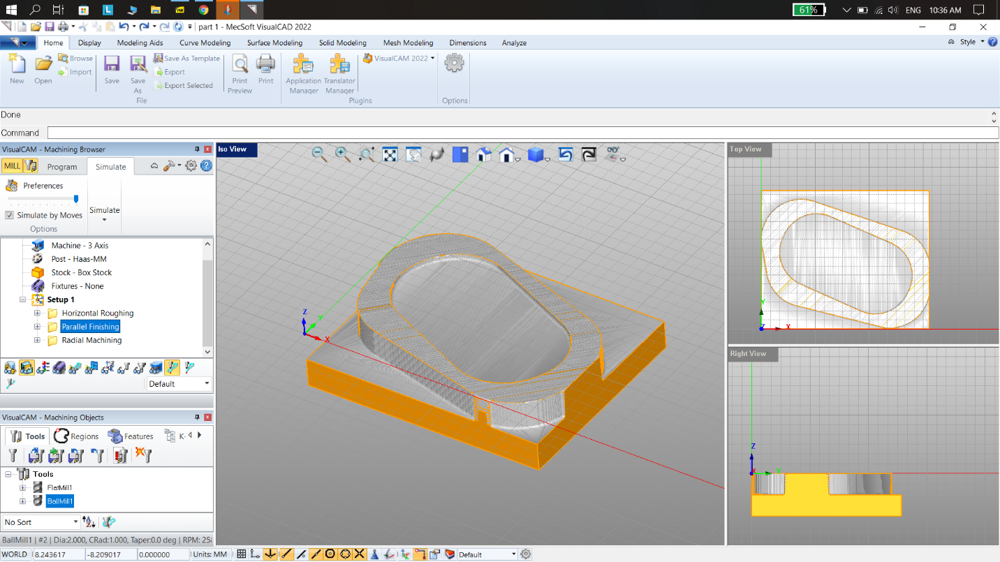 61%
ENG 10:36 AM
part 1 - MecSoft VisualCAD 2022
Home Display Modeling Aids Curve Modeling Surface Modeling Solid Modeling Mesh Modeling Dimensions Analyze Style
New Open Browse Import Save Save As Save As Template Export Export Selected Print Preview Print Application Manager Translator Manager VisualCAM 2022 Options
File Plugins Options
Done
Command
VisualCAM - Machining Browser
MILL Program Simulate
Preferences
Simulate by Moves
Simulate
Options
Machine - 3 Axis
Post - Haas-MM
Stock - Box Stock
Fixtures - None
Setup 1
Horizontal Roughing
Parallel Finishing
Radial Machining
Default
VisualCAM - Machining Objects
Tools Regions Features K-
Tools
FlatMill1
BallMill1
No Sort
BallMill1 | #2 | Dia:2.000, CRad:1.000, Taper:0.0 deg | RPM: 25
WORLD 8.243617 -8.209017 0.000000 Units: MM Default
Iso View
Z
Y
X
Top View
Y
Z X
Right View
Z
X Y